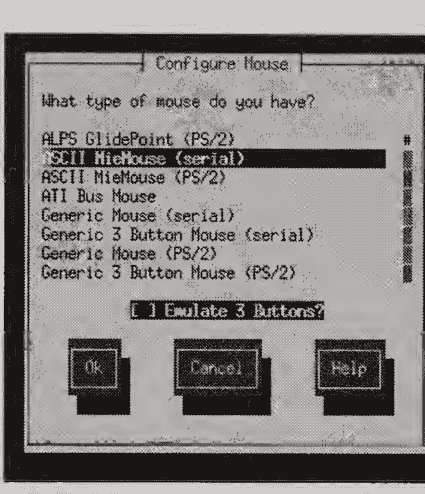 Configure Mouse
What type of mouse do you have?
ALPS GlidePoint (PS/2)
ASCII MieMouse (serial)
ASCII MieMouse (PS/2)
ATI Bus Mouse
Generic Mouse (serial)
Generic 3 Button Mouse (serial)
Generic Mouse (PS/2)
Generic 3 Button Mouse (PS/2)
#
[ ] Emulate 3 Buttons?
Ok Cancel Help